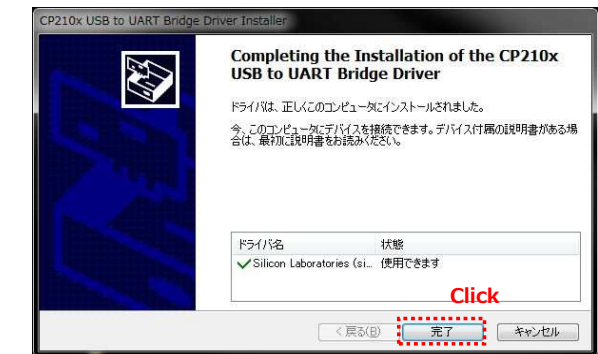 CP210x USB to UART Bridge Driver Installer
Completing the Installation of the CP210x
USB to UART Bridge Driver
ドライバは、正しくこのコンピュータにインストールされました。
今、このコンピュータにデバイスを接続できます。デバイス付属の説明書がある場
合は、最初に説明書をお読みください。
ドライバ名 状態
Silicon Laboratories (si... 使用できます
Click
< 戻る(B) 完了 キャンセル